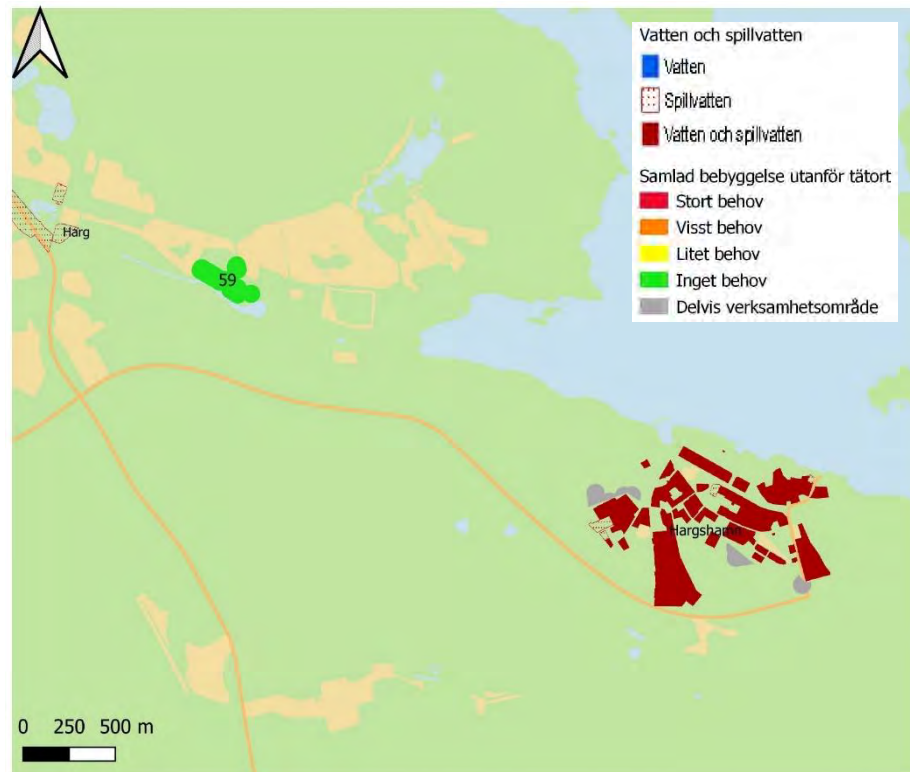 Vatten och spillvatten
Vatten
Spillvatten
Vatten och spillvatten
Samlad bebyggelse utanför tätort
Stort behov
Visst behov
Litet behov
Inget behov
Delvis verksamhetsområde
Harg
59
Hargshamn
0 250 500 m